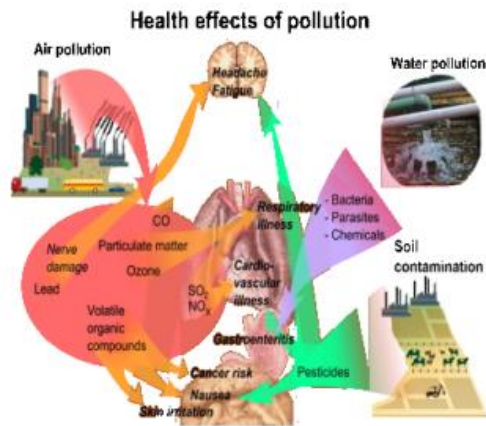 Health effects of pollution
Air pollution
Headache
Fatigue
Water pollution
CO
Particulate matter
Nerve
damage
Ozone
Lead
Volatile
organic
compounds
SO₂
NOₓ
Respiratory
illness
Cardio-
vascular
illness
Gastroenteritis
Cancer risk
Nausea
Skin irritation
- Bacteria
- Parasites
- Chemicals
Soil
contamination
Pesticides